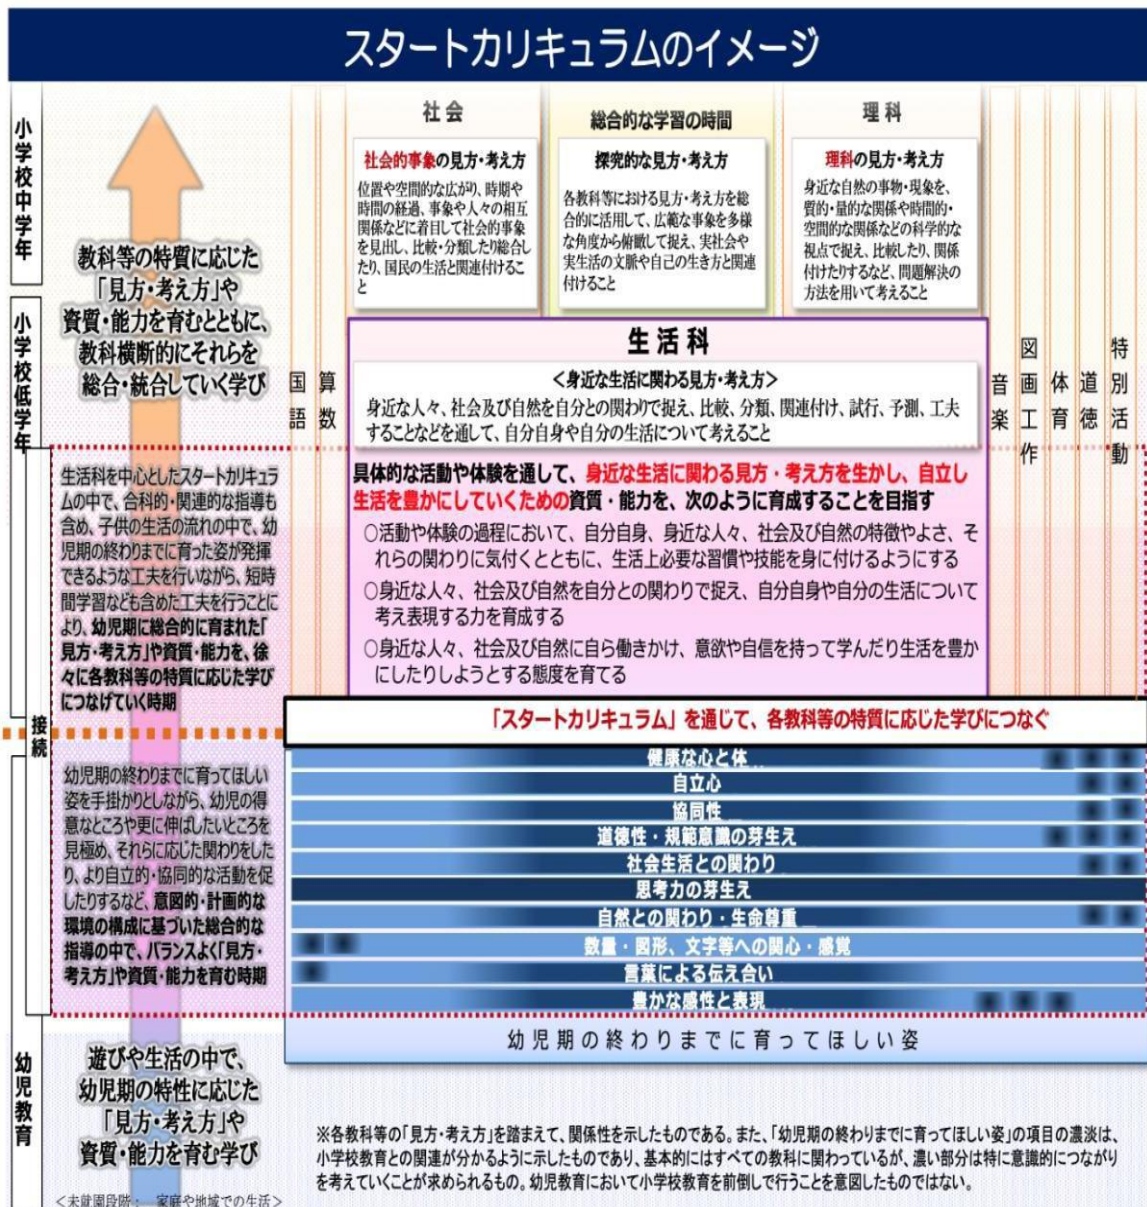 スタートカリキュラムのイメージ
小学校中学年
小学校低学年
接続
幼児教育
教科等の特質に応じた
「見方・考え方」や
資質・能力を育むとともに、
教科横断的にそれらを
総合・統合していく学び
生活科を中心としたスタートカリキュラ
ムの中で、合科的・関連的な指導も
含め、子供の生活の流れの中で、幼
児期の終わりまでに育った姿が発揮
できるような工夫を行いながら、短時
間学習なども含めた工夫を行うことに
より、幼児期に総合的に育まれた「
見方・考え方」や資質・能力を、徐
々に各教科等の特質に応じた学び
につなげていく時期
幼児期の終わりまでに育ってほしい
姿を手掛かりとしながら、幼児の得
意なところや更に伸ばしたいところを
見極め、それらに応じた関わりをした
り、より自立的・協同的な活動を促
したりするなど、意図的・計画的な
環境の構成に基づいた総合的な
指導の中で、バランスよく「見方・
考え方」や資質・能力を育む時期
遊びや生活の中で、
幼児期の特性に応じた
「見方・考え方」や
資質・能力を育む学び
<未就園段階: 家庭や地域での生活>
国語
算数
社会
社会的事象の見方・考え方
位置や空間的な広がり、時期や
時間の経過、事象や人々の相互
関係などに着目して社会的事象
を見出し、比較・分類したり総合し
たり、国民の生活と関連付けるこ
と
総合的な学習の時間
探究的な見方・考え方
各教科等における見方・考え方を総
合的に活用して、広範な事象を多様
な角度から俯瞰して捉え、実社会や
実生活の文脈や自己の生き方と関連
付けること
理科
理科の見方・考え方
身近な自然の事物・現象を、
質的・量的な関係や時間的・
空間的な関係などの科学的な
視点で捉え、比較したり、関係
付けたりするなど、問題解決の
方法を用いて考えること
音楽
図画工作
体育
道徳
特別活動
生活科
<身近な生活に関わる見方・考え方>
身近な人々、社会及び自然を自分との関わりで捉え、比較、分類、関連付け、試行、予測、工夫
することなどを通して、自分自身や自分の生活について考えること
具体的な活動や体験を通して、身近な生活に関わる見方・考え方を生かし、自立し
生活を豊かにしていくための資質・能力を、次のように育成することを目指す
○活動や体験の過程において、自分自身、身近な人々、社会及び自然の特徴やよさ、そ
れらの関わりに気付くとともに、生活上必要な習慣や技能を身に付けるようにする
○身近な人々、社会及び自然を自分との関わりで捉え、自分自身や自分の生活について
考え表現する力を育成する
○身近な人々、社会及び自然に自ら働きかけ、意欲や自信を持って学んだり生活を豊か
にしたりしようとする態度を育てる
「スタートカリキュラム」を通じて、各教科等の特質に応じた学びにつなぐ
健康な心と体
自立心
協同性
道徳性・規範意識の芽生え
社会生活との関わり
思考力の芽生え
自然との関わり・生命尊重
数量・図形、文字等への関心・感覚
言葉による伝え合い
豊かな感性と表現
幼児期の終わりまでに育ってほしい姿
※各教科等の「見方・考え方」を踏まえて、関係性を示したものである。また、「幼児期の終わりまでに育ってほしい姿」の項目の濃淡は、
小学校教育との関連が分かるように示したものであり、基本的にはすべての教科に関わっているが、濃い部分は特に意識的につながり
を考えていくことが求められるもの。幼児教育において小学校教育を前倒しで行うことを意図したものではない。